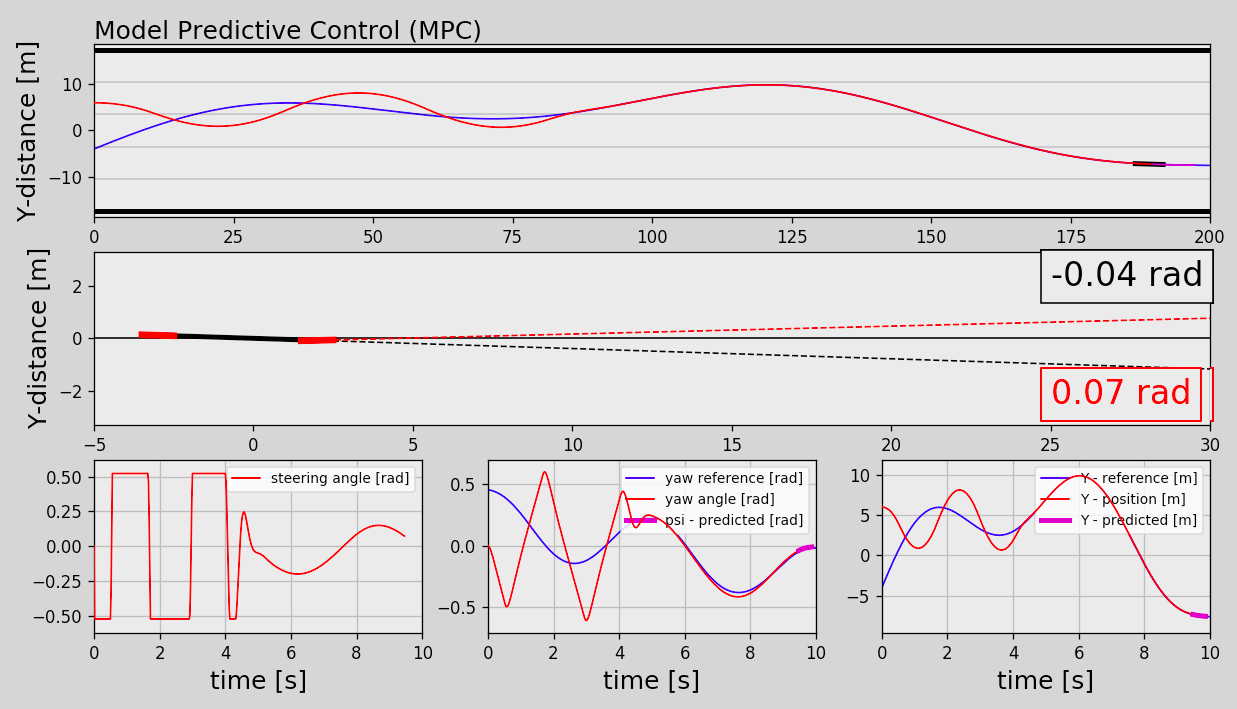 Model Predictive Control (MPC)
Y-distance [m]
10
0
−10
0 25 50 75 100 125 150 175 200
Y-distance [m]
2
0
−2
-0.04 rad
0.07 rad
−5 0 5 10 15 20 25 30
0.50
0.25
0.00
−0.25
−0.50
steering angle [rad]
0 2 4 6 8 10
time [s]
0.5
0.0
−0.5
yaw reference [rad]
yaw angle [rad]
psi - predicted [rad]
0 2 4 6 8 10
time [s]
10
5
0
−5
Y - reference [m]
Y - position [m]
Y - predicted [m]
0 2 4 6 8 10
time [s]